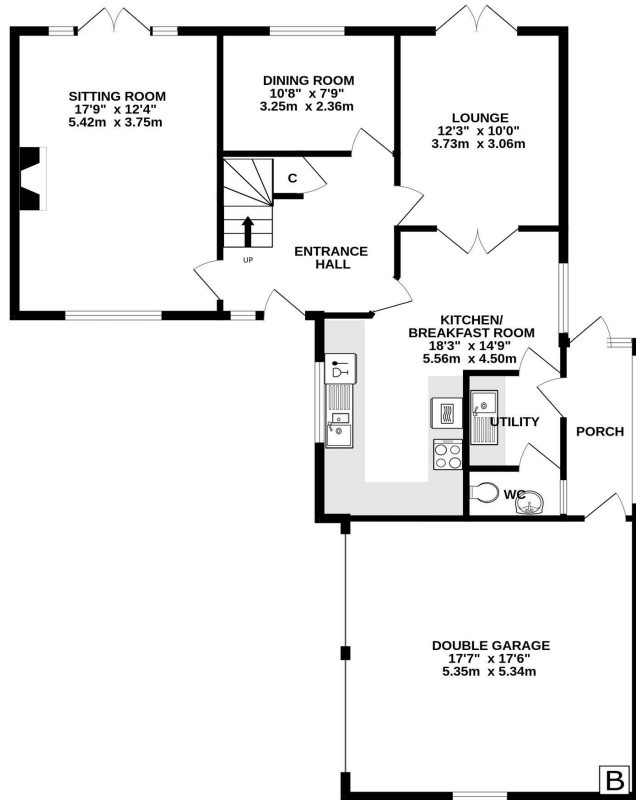 SITTING ROOM
17'9" x 12'4"
5.42m x 3.75m
DINING ROOM
10'8" x 7'9"
3.25m x 2.36m
LOUNGE
12'3" x 10'0"
3.73m x 3.06m
C
UP
ENTRANCE
HALL
KITCHEN/
BREAKFAST ROOM
18'3" x 14'9"
5.56m x 4.50m
UTILITY
PORCH
WC
DOUBLE GARAGE
17'7" x 17'6"
5.35m x 5.34m
B